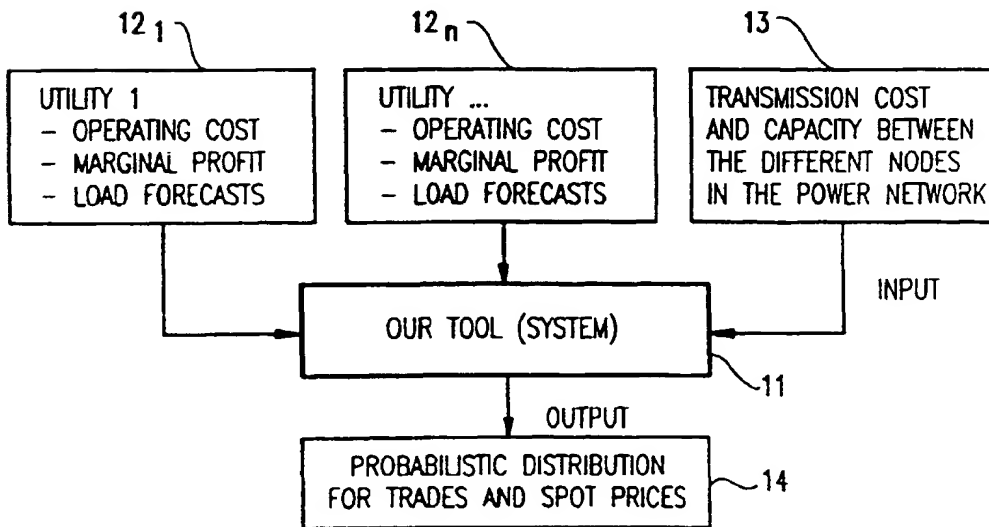 12 1
12 n
13
UTILITY 1
– OPERATING COST
– MARGINAL PROFIT
– LOAD FORECASTS
UTILITY ...
– OPERATING COST
– MARGINAL PROFIT
– LOAD FORECASTS
TRANSMISSION COST
AND CAPACITY BETWEEN
THE DIFFERENT NODES
IN THE POWER NETWORK
INPUT
OUR TOOL (SYSTEM)
11
OUTPUT
PROBABILISTIC DISTRIBUTION
FOR TRADES AND SPOT PRICES
14